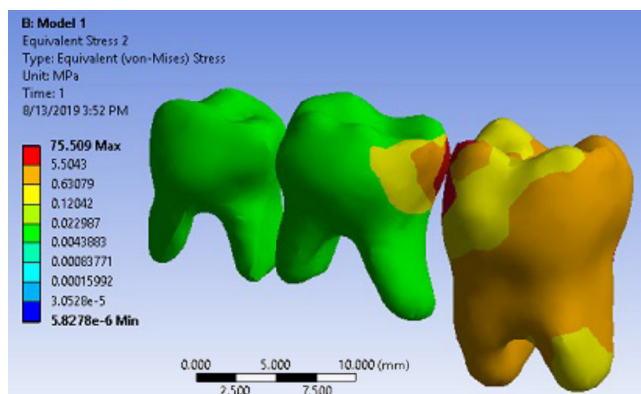 B: Model 1
Equivalent Stress 2
Type: Equivalent (von-Mises) Stress
Unit: MPa
Time: 1
8/13/2019 3:52 PM
75.509 Max
5.5043
0.63079
0.12042
0.022987
0.0043883
0.00083771
0.00015992
3.0528e-5
5.8278e-6 Min
0.000 5.000 10.000 (mm)
2.500 7.500